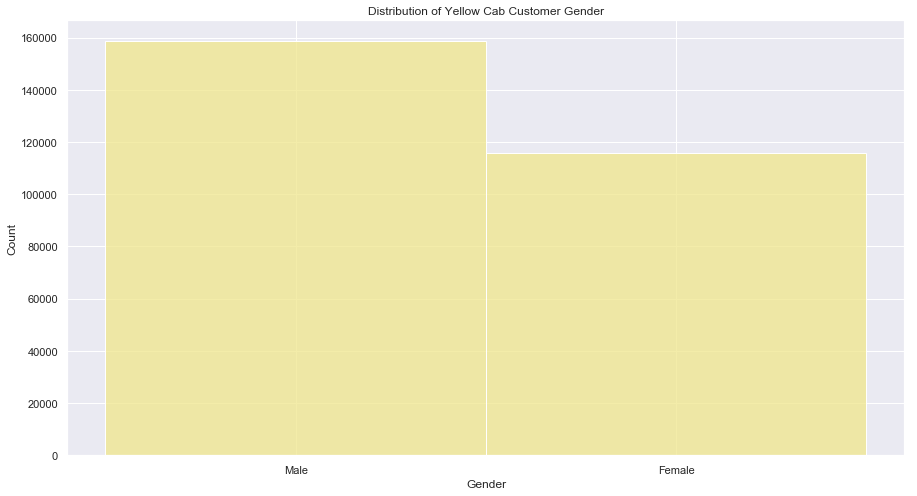 Distribution of Yellow Cab Customer Gender
160000
140000
120000
100000
80000
60000
40000
20000
0
Count
Male Female
Gender